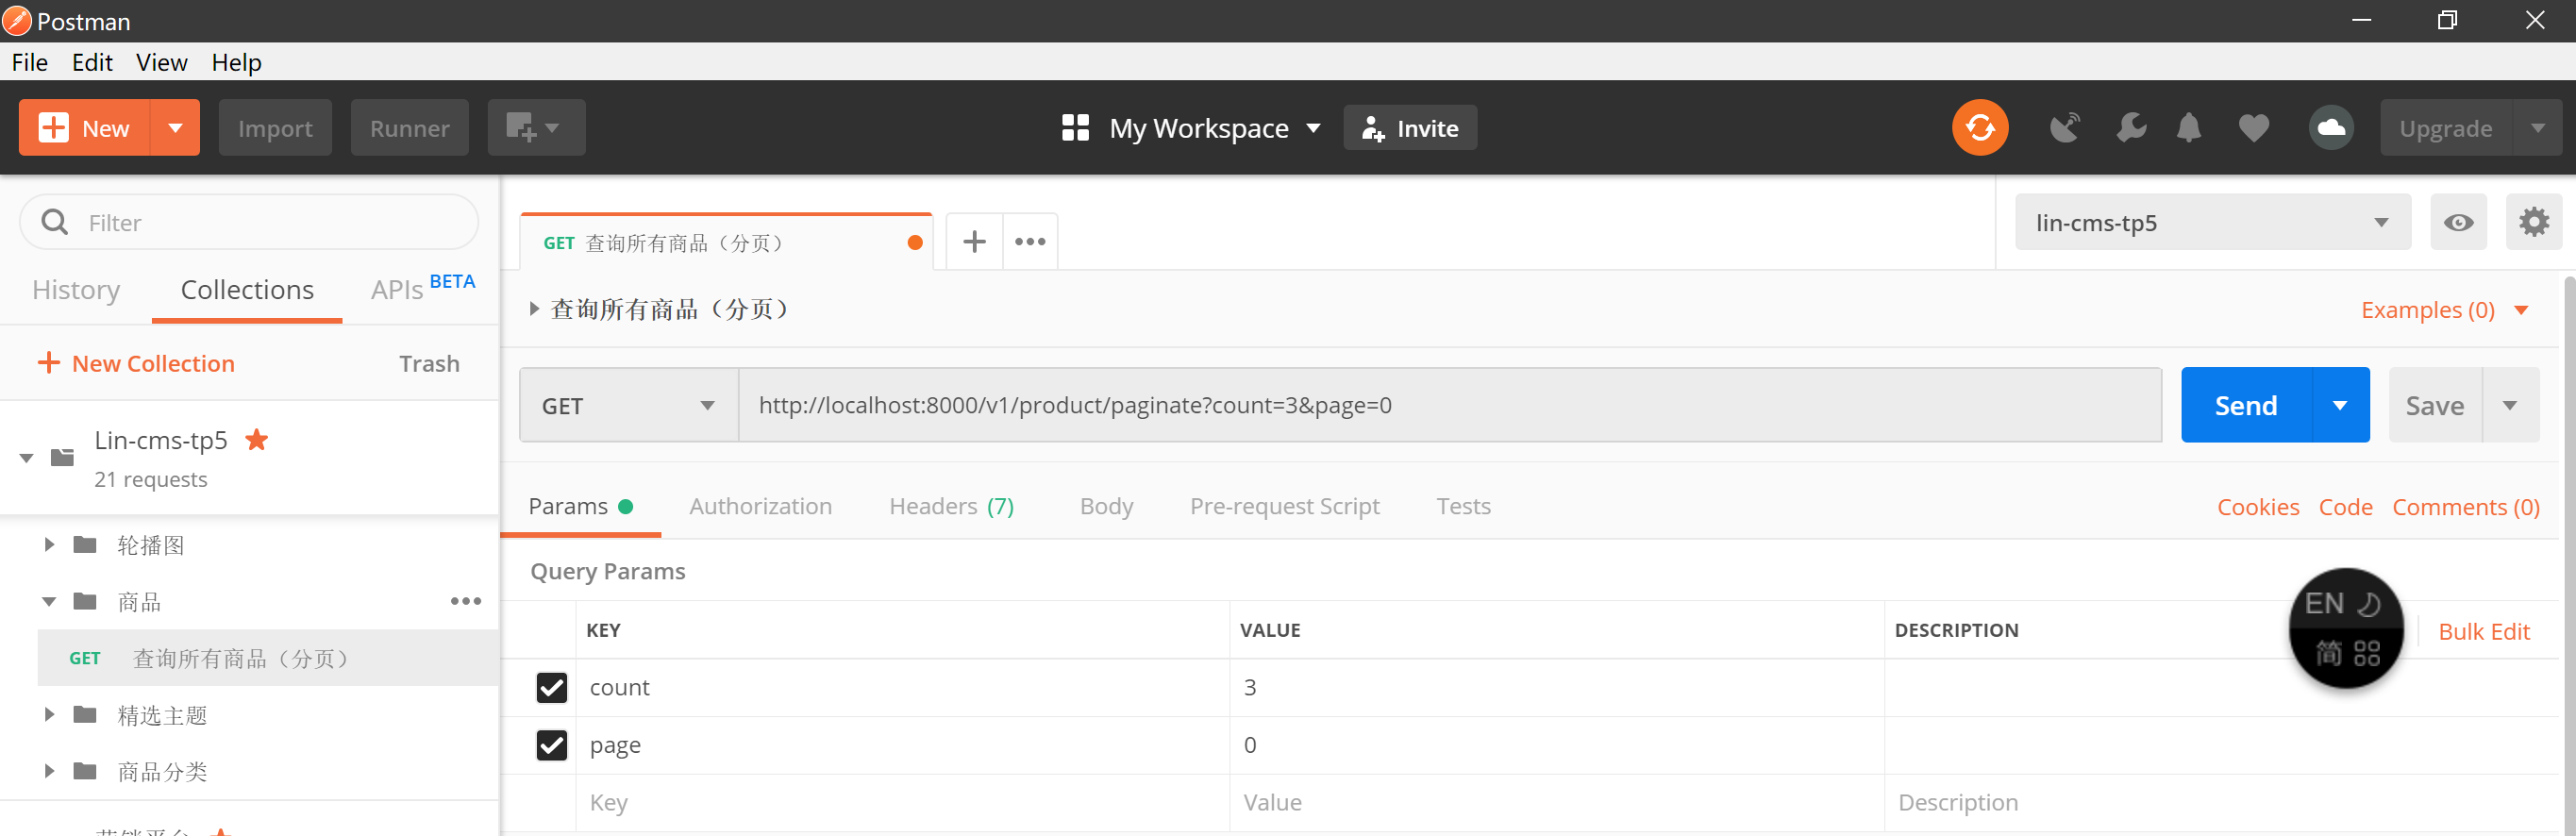 Postman
File Edit View Help
New Import Runner My Workspace Invite Upgrade
Filter
History Collections APIs BETA
New Collection Trash
Lin-cms-tp5
21 requests
轮播图
商品
GET 查询所有商品（分页）
精选主题
商品分类
GET 查询所有商品（分页）
lin-cms-tp5
查询所有商品（分页）
Examples (0)
GET http://localhost:8000/v1/product/paginate?count=3&page=0 Send Save
Params Authorization Headers (7) Body Pre-request Script Tests Cookies Code Comments (0)
Query Params
KEY VALUE DESCRIPTION Bulk Edit
count 3
page 0
Key Value Description
EN
简